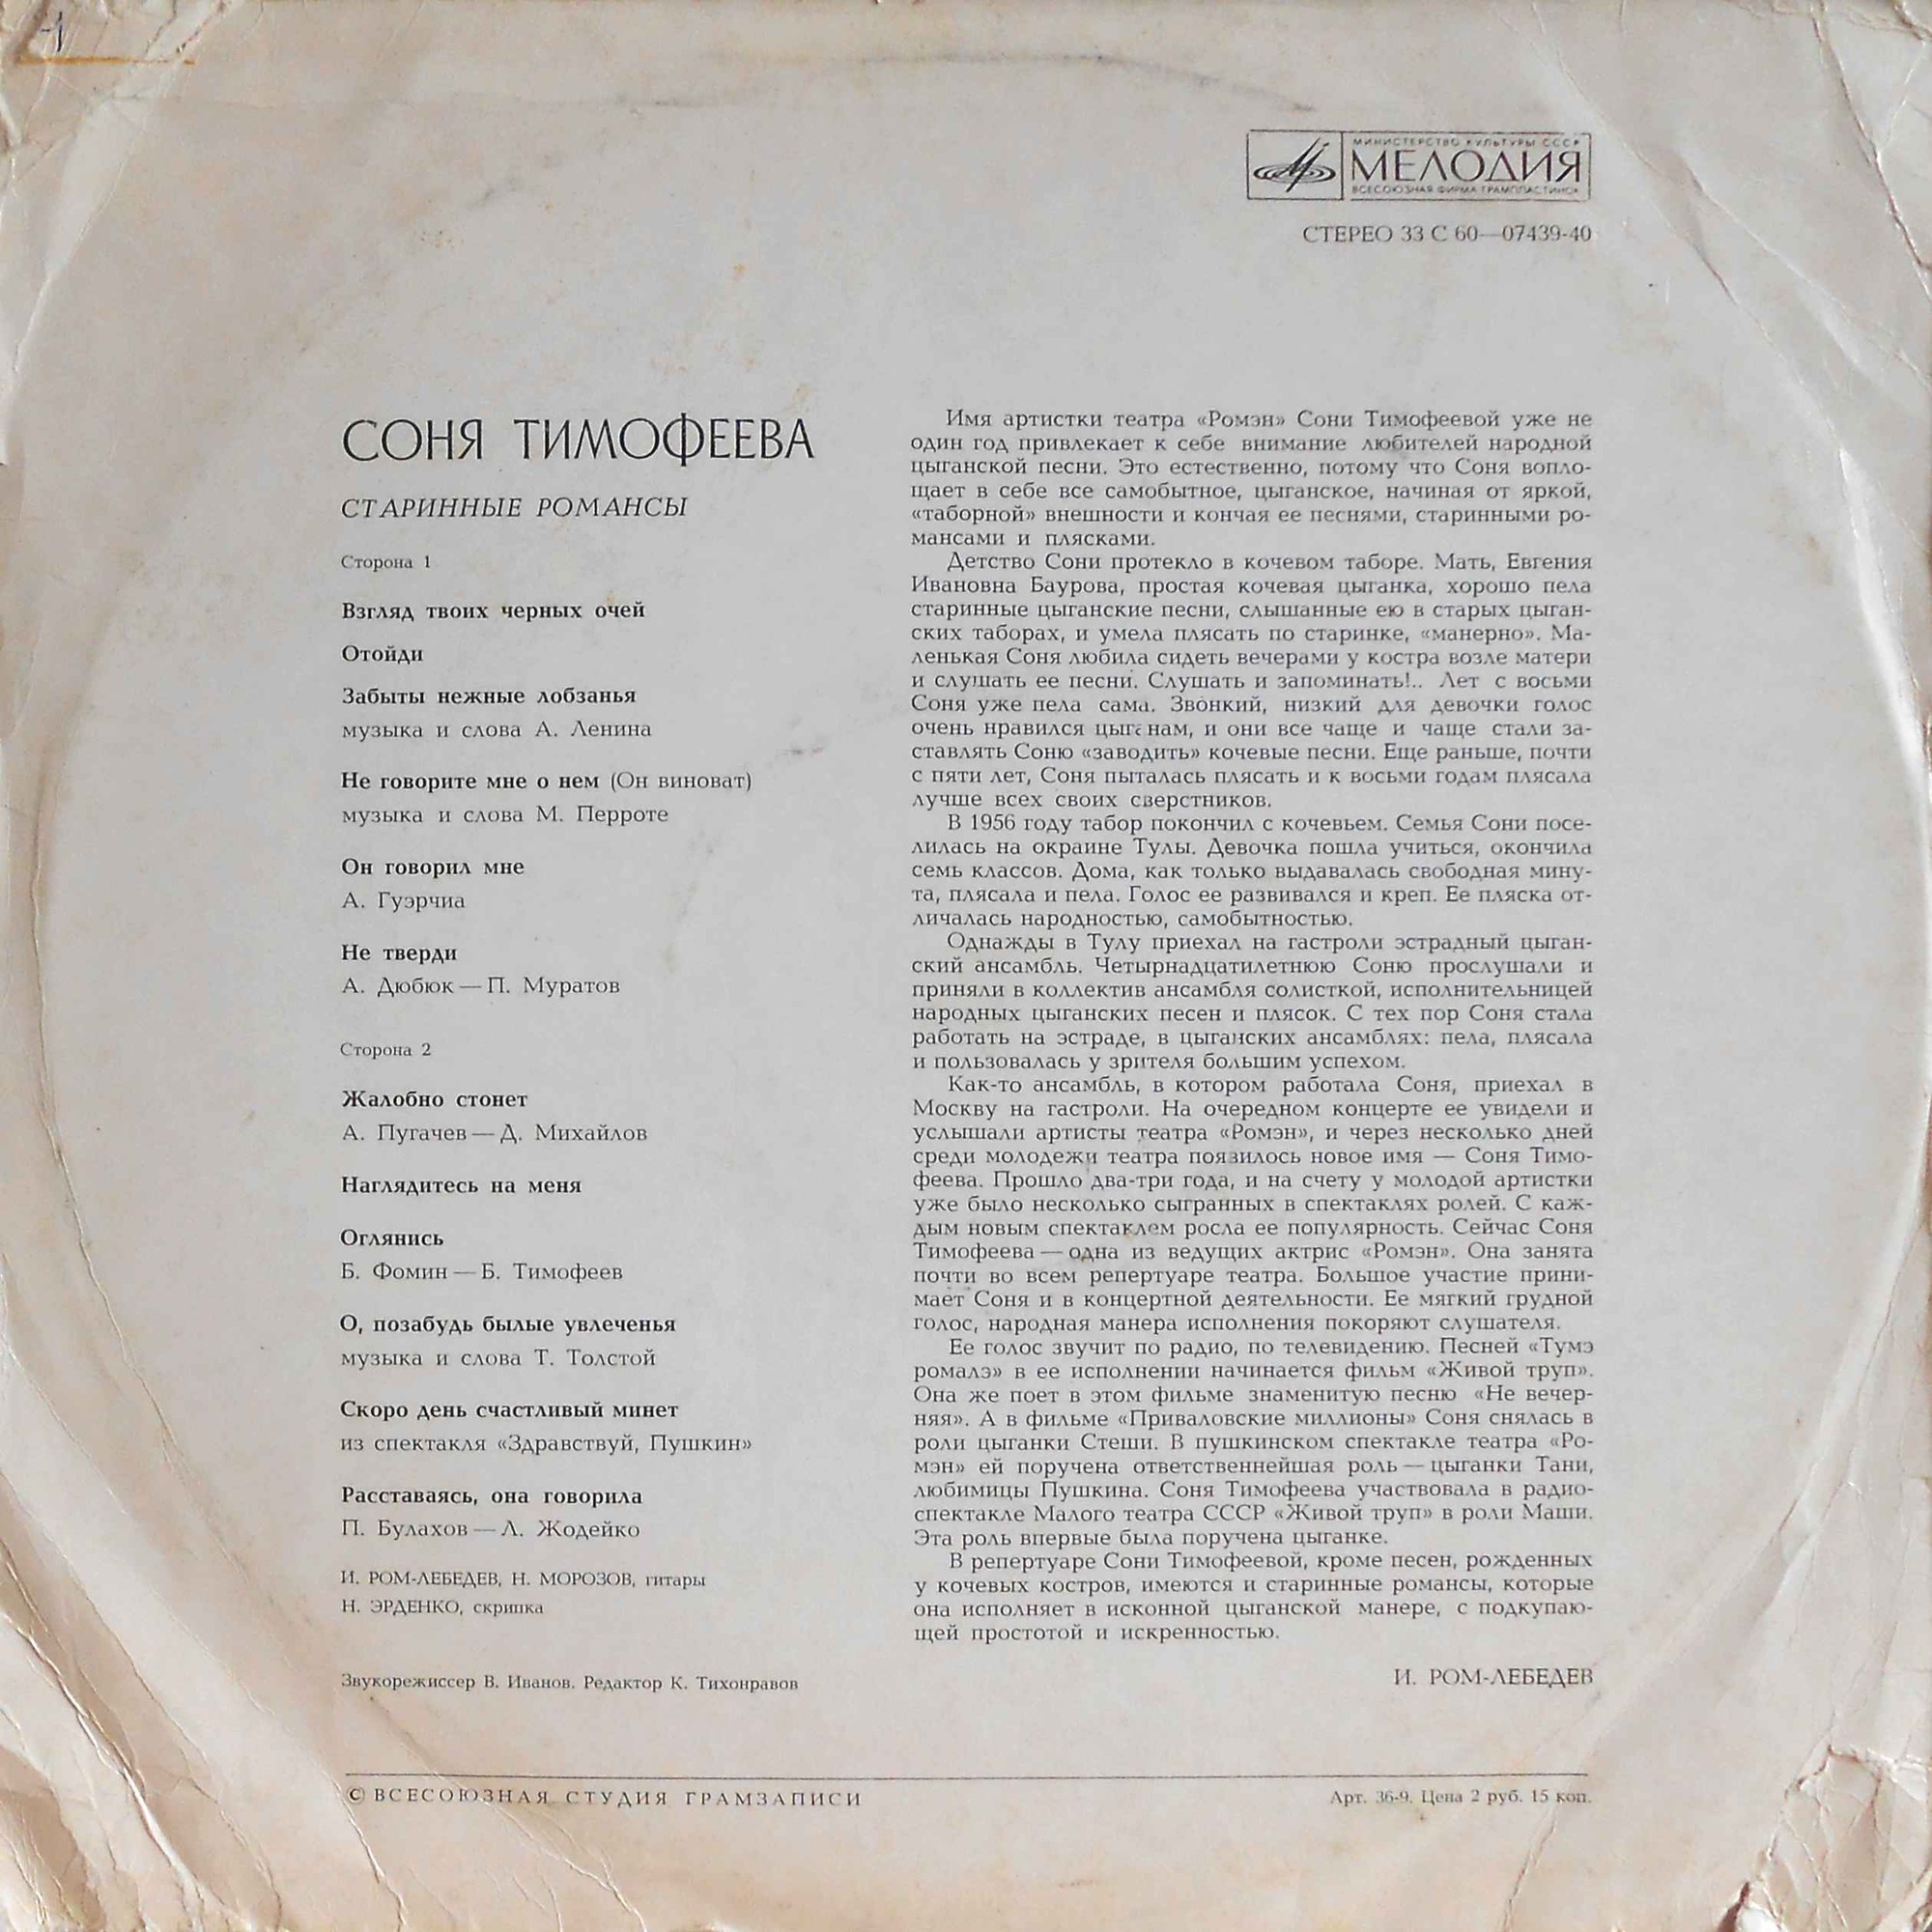 МИНИСТЕРСТВО КУЛЬТУРЫ СССР
МЕЛОДИЯ
ВСЕСОЮЗНАЯ ФИРМА ГРАМПЛАСТИНОК
СТЕРЕО 33 С 60—07439-40
СОНЯ ТИМОФЕЕВА
СТАРИННЫЕ РОМАНСЫ
Сторона 1
Взгляд твоих черных очей
Отойди
Забыты нежные лобзанья
музыка и слова А. Ленина
Не говорите мне о нем (Он виноват)
музыка и слова М. Перроте
Он говорил мне
А. Гуэрчиа
Не тверди
А. Дюбюк — П. Муратов
Сторона 2
Жалобно стонет
А. Пугачев — Д. Михайлов
Наглядитесь на меня
Оглянись
Б. Фомин — Б. Тимофеев
О, позабудь былые увлеченья
музыка и слова Т. Толстой
Скоро день счастливый минет
из спектакля «Здравствуй, Пушкин»
Расставаясь, она говорила
П. Булахов — Л. Жодейко
И. РОМ-ЛЕБЕДЕВ, Н. МОРОЗОВ, гитары
Н. ЭРДЕНКО, скрипка
Звукорежиссер В. Иванов. Редактор К. Тихонравов
Имя артистки театра «Ромэн» Сони Тимофеевой уже не
один год привлекает к себе внимание любителей народной
цыганской песни. Это естественно, потому что Соня вопло-
щает в себе все самобытное, цыганское, начиная от яркой,
«таборной» внешности и кончая ее песнями, старинными ро-
мансами и плясками.
Детство Сони протекло в кочевом таборе. Мать, Евгения
Ивановна Баурова, простая кочевая цыганка, хорошо пела
старинные цыганские песни, слышанные ею в старых цыган-
ских таборах, и умела плясать по старинке, «манерно». Ма-
ленькая Соня любила сидеть вечерами у костра возле матери
и слушать ее песни. Слушать и запоминать!.. Лет с восьми
Соня уже пела сама. Звонкий, низкий для девочки голос
очень нравился цыганам, и они все чаще и чаще стали за-
ставлять Соню «заводить» кочевые песни. Еще раньше, почти
с пяти лет, Соня пыталась плясать и к восьми годам плясала
лучше всех своих сверстников.
В 1956 году табор покончил с кочевьем. Семья Сони посе-
лилась на окраине Тулы. Девочка пошла учиться, окончила
семь классов. Дома, как только выдавалась свободная мину-
та, плясала и пела. Голос ее развивался и креп. Ее пляска от-
личалась народностью, самобытностью.
Однажды в Тулу приехал на гастроли эстрадный цыган-
ский ансамбль. Четырнадцатилетнюю Соню прослушали и
приняли в коллектив ансамбля солисткой, исполнительницей
народных цыганских песен и плясок. С тех пор Соня стала
работать на эстраде, в цыганских ансамблях: пела, плясала
и пользовалась у зрителя большим успехом.
Как-то ансамбль, в котором работала Соня, приехал в
Москву на гастроли. На очередном концерте ее увидели и
услышали артисты театра «Ромэн», и через несколько дней
среди молодежи театра появилось новое имя — Соня Тимо-
феева. Прошло два-три года, и на счету у молодой артистки
уже было несколько сыгранных в спектаклях ролей. С каж-
дым новым спектаклем росла ее популярность. Сейчас Соня
Тимофеева — одна из ведущих актрис «Ромэн». Она занята
почти во всем репертуаре театра. Большое участие прини-
мает Соня и в концертной деятельности. Ее мягкий грудной
голос, народная манера исполнения покоряют слушателя.
Ее голос звучит по радио, по телевидению. Песней «Тумэ
ромалэ» в ее исполнении начинается фильм «Живой труп».
Она же поет в этом фильме знаменитую песню «Не вечер-
няя». А в фильме «Приваловские миллионы» Соня снялась в
роли цыганки Стеши. В пушкинском спектакле театра «Ро-
мэн» ей поручена ответственнейшая роль — цыганки Тани,
любимицы Пушкина. Соня Тимофеева участвовала в радио-
спектакле Малого театра СССР «Живой труп» в роли Маши.
Эта роль впервые была поручена цыганке.
В репертуаре Сони Тимофеевой, кроме песен, рожденных
у кочевых костров, имеются и старинные романсы, которые
она исполняет в исконной цыганской манере, с подкупаю-
щей простотой и искренностью.
И. РОМ-ЛЕБЕДЕВ
© ВСЕСОЮЗНАЯ СТУДИЯ ГРАМЗАПИСИ
Арт. 36-9. Цена 2 руб. 15 коп.